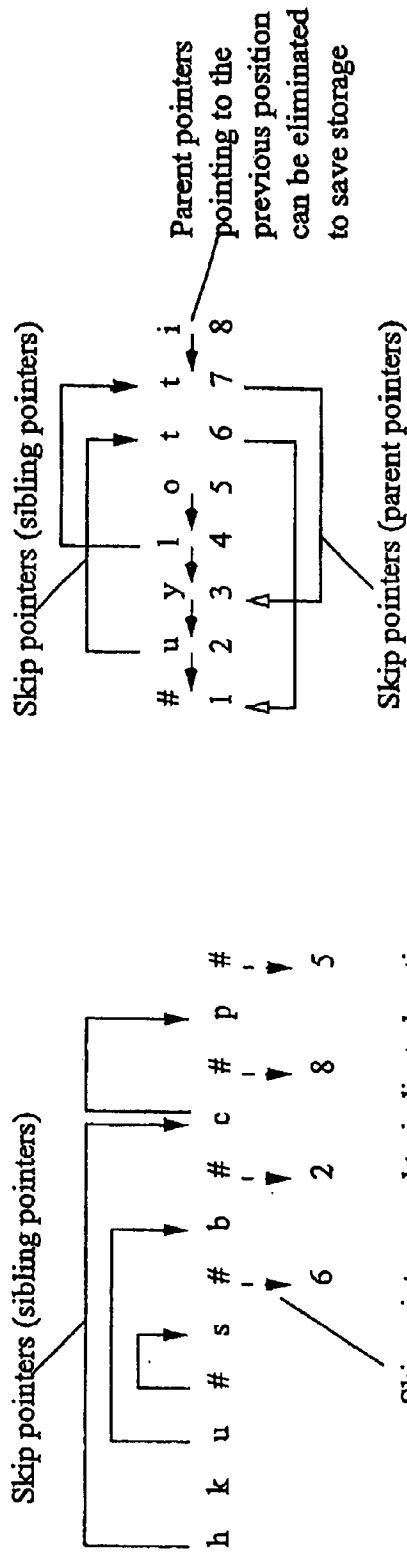 Skip pointers (sibling pointers)
h k u # s # b # c # p #
6 2 8 5
Skip pointers (sibling pointers)
# u y l o t t i
1 2 3 4 5 6 7 8
Skip pointers (parent pointers)
Parent pointers
pointing to the
previous position
can be eliminated
to save storage